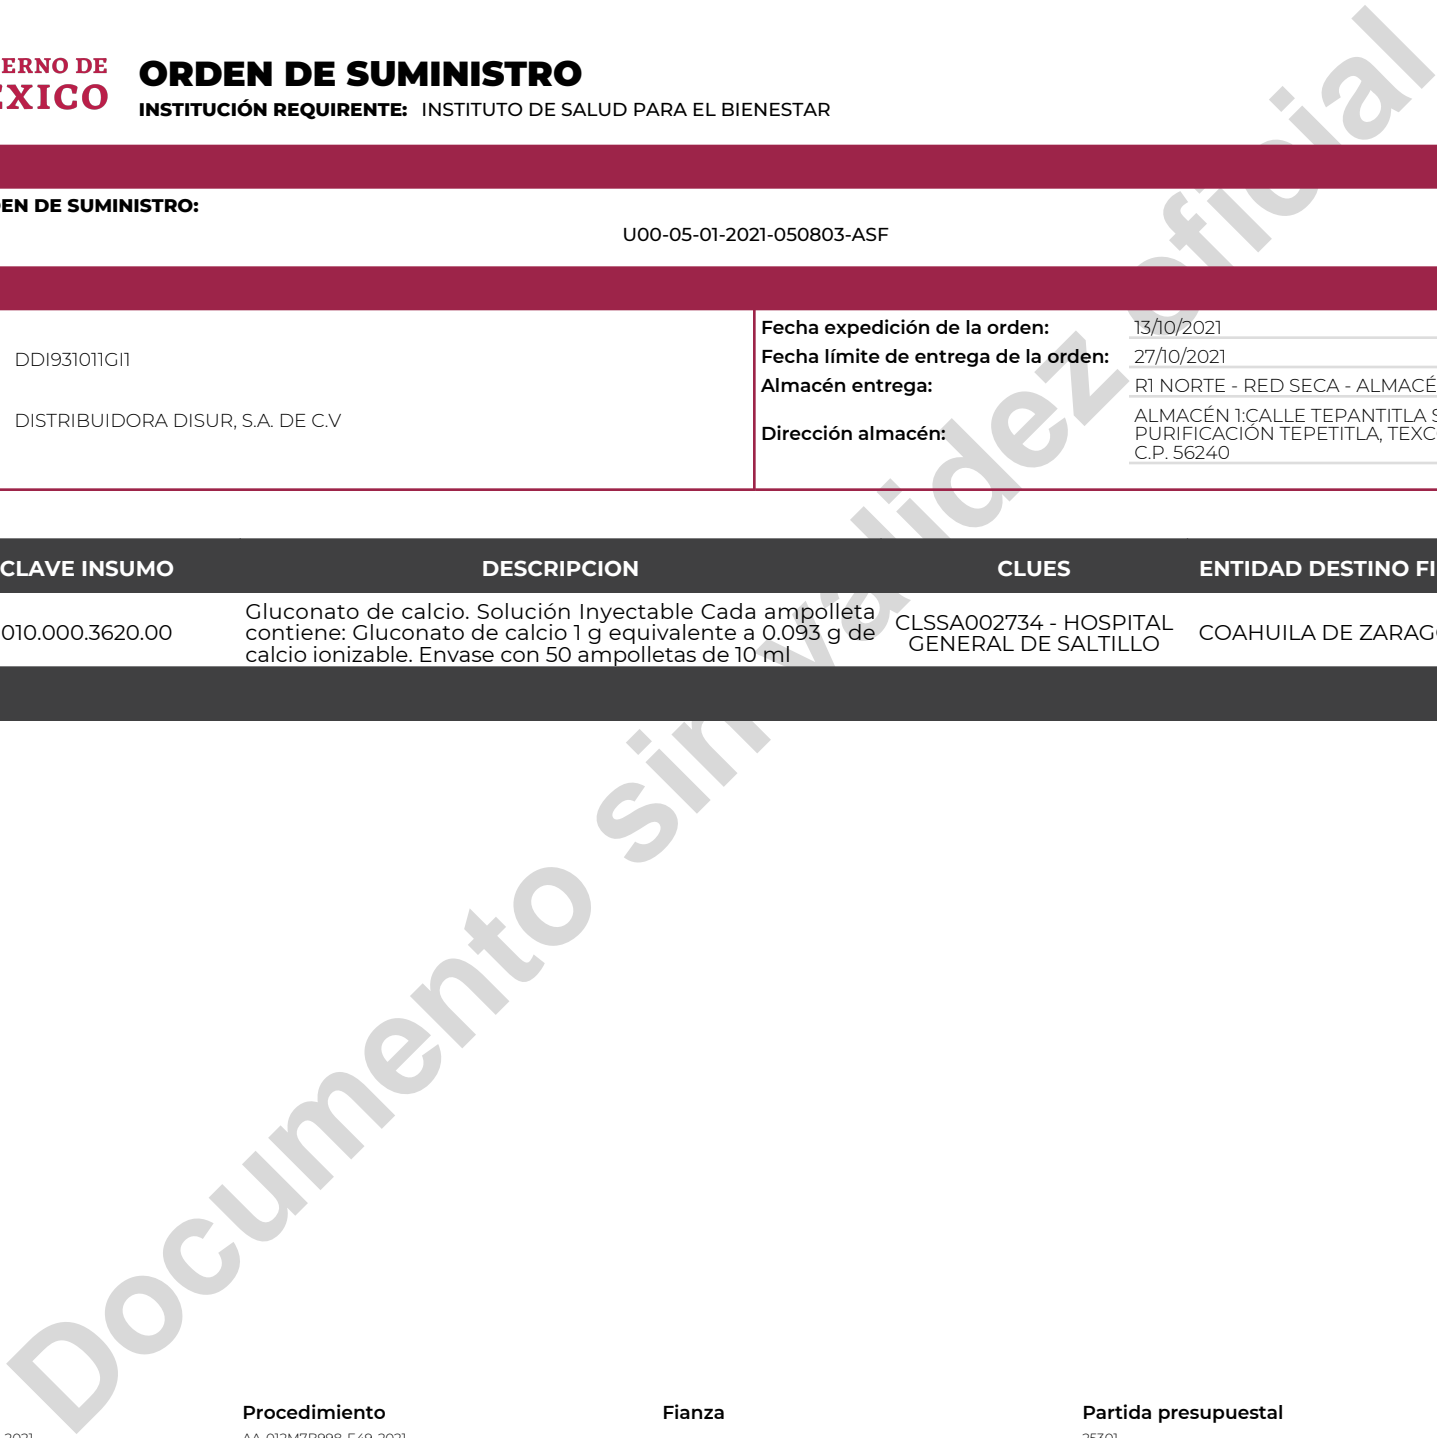 ERNO DE
ORDEN DE SUMINISTRO
INSTITUCIÓN REQUIRENTE: INSTITUTO DE SALUD PARA EL BIENESTAR
EN DE SUMINISTRO:
U00-05-01-2021-050803-ASF
DDI931011GI1
DISTRIBUIDORA DISUR, S.A. DE C.V
Fecha expedición de la orden: 13/10/2021
Fecha límite de entrega de la orden: 27/10/2021
Almacén entrega: R1 NORTE - RED SECA - ALMACÉ
Dirección almacén: ALMACÉN 1:CALLE TEPANTITLA S
PURIFICACIÓN TEPETITLA, TEXC
C.P. 56240
CLAVE INSUMO DESCRIPCION CLUES ENTIDAD DESTINO FI
010.000.3620.00
Gluconato de calcio. Solución Inyectable Cada ampolleta
contiene: Gluconato de calcio 1 g equivalente a 0.093 g de
calcio ionizable. Envase con 50 ampolletas de 10 ml
CLSSA002734 - HOSPITAL
GENERAL DE SALTILLO
COAHUILA DE ZARAG
Documento sin validez oficial
Procedimiento Fianza Partida presupuestal